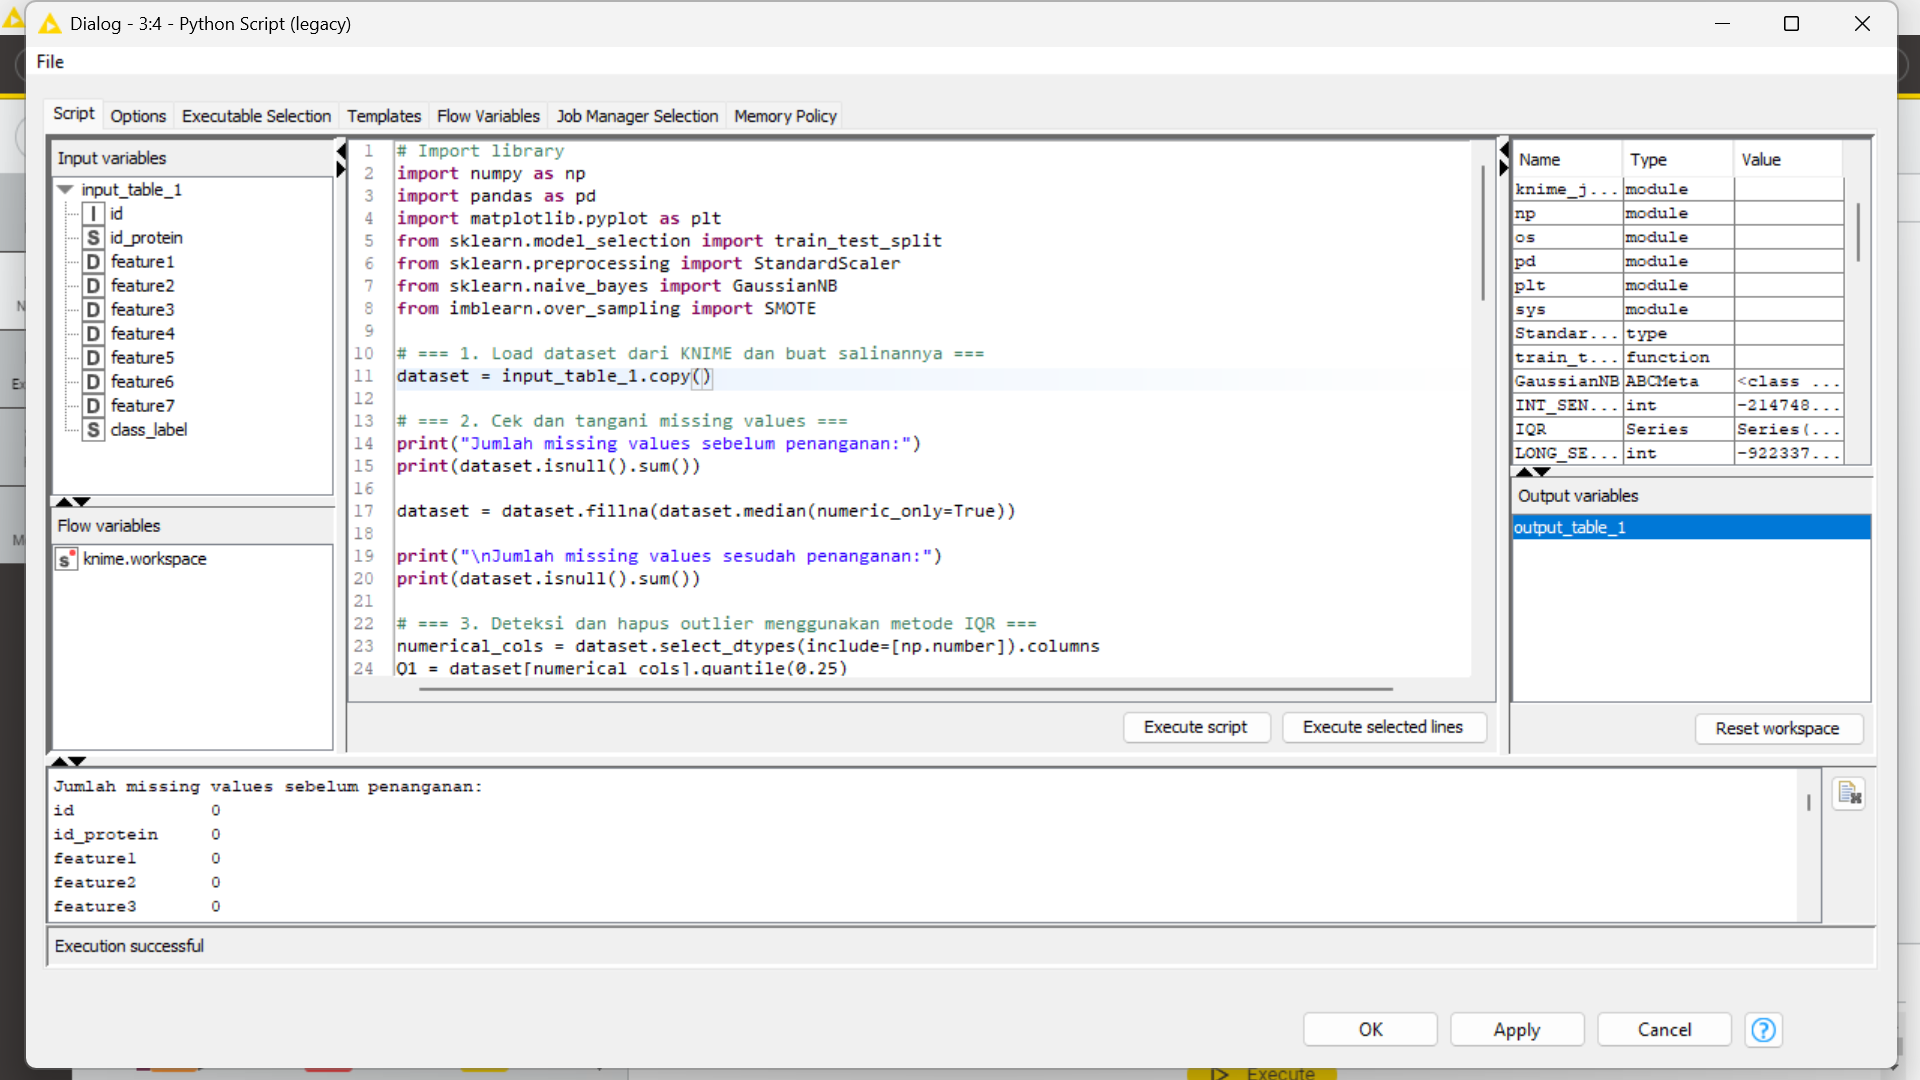 Dialog - 3:4 - Python Script (legacy)
File
Script Options Executable Selection Templates Flow Variables Job Manager Selection Memory Policy
Input variables
input_table_1
I id
S id_protein
D feature1
D feature2
D feature3
D feature4
D feature5
D feature6
D feature7
S class_label
Flow variables
s knime.workspace
1 # Import library
2 import numpy as np
3 import pandas as pd
4 import matplotlib.pyplot as plt
5 from sklearn.model_selection import train_test_split
6 from sklearn.preprocessing import StandardScaler
7 from sklearn.naive_bayes import GaussianNB
8 from imblearn.over_sampling import SMOTE
9
10 # === 1. Load dataset dari KNIME dan buat salinannya ===
11 dataset = input_table_1.copy()
12
13 # === 2. Cek dan tangani missing values ===
14 print("Jumlah missing values sebelum penanganan:")
15 print(dataset.isnull().sum())
16
17 dataset = dataset.fillna(dataset.median(numeric_only=True))
18
19 print("\nJumlah missing values sesudah penanganan:")
20 print(dataset.isnull().sum())
21
22 # === 3. Deteksi dan hapus outlier menggunakan metode IQR ===
23 numerical_cols = dataset.select_dtypes(include=[np.number]).columns
24 Q1 = dataset[numerical_cols].quantile(0.25)
Execute script Execute selected lines
Name Type Value
knime_j... module
np module
os module
pd module
plt module
sys module
Standar... type
train_t... function
GaussianNB ABCMeta <class ...
INT_SEN... int -214748...
IQR Series Series(...
LONG_SE... int -922337...
Output variables
output_table_1
Reset workspace
Jumlah missing values sebelum penanganan:
id 0
id_protein 0
feature1 0
feature2 0
feature3 0
Execution successful
OK Apply Cancel ?
Execute